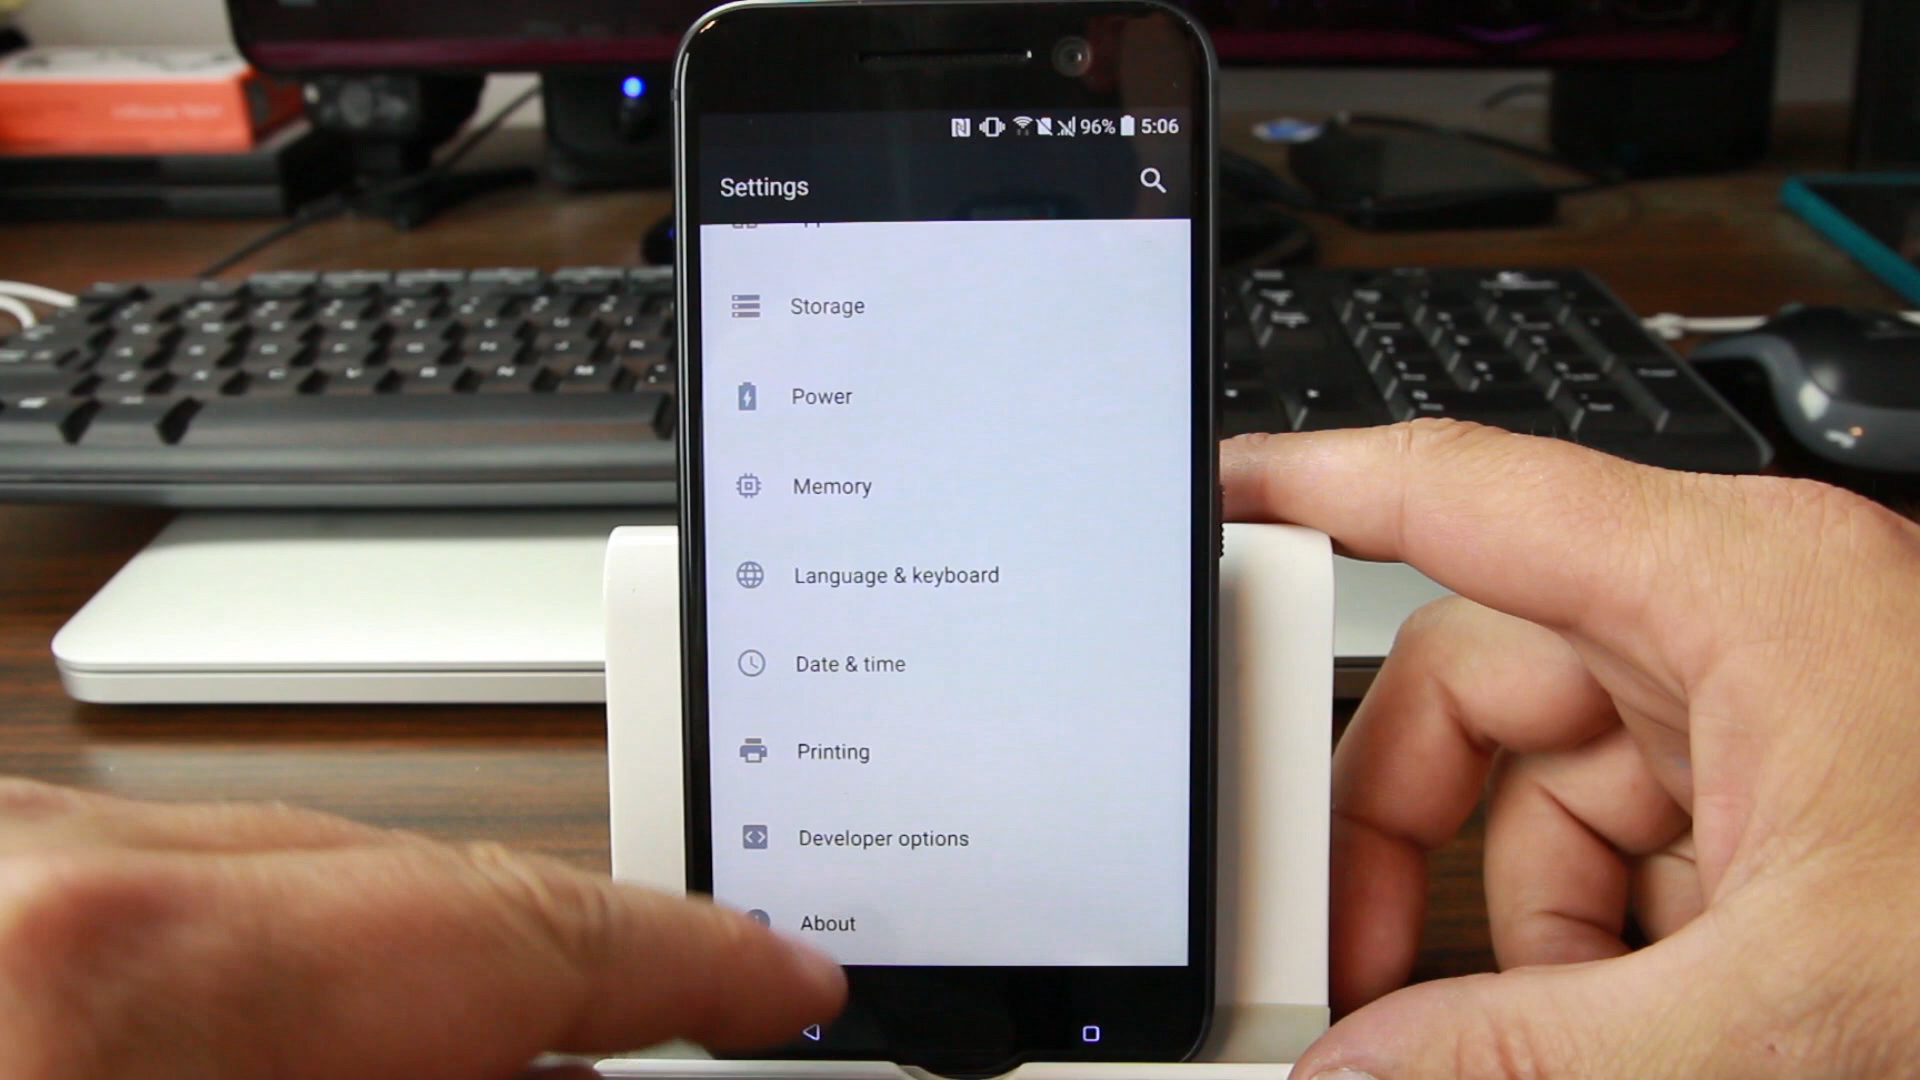 96% 5:06
Settings
Storage
Power
Memory
Language & keyboard
Date & time
Printing
Developer options
About